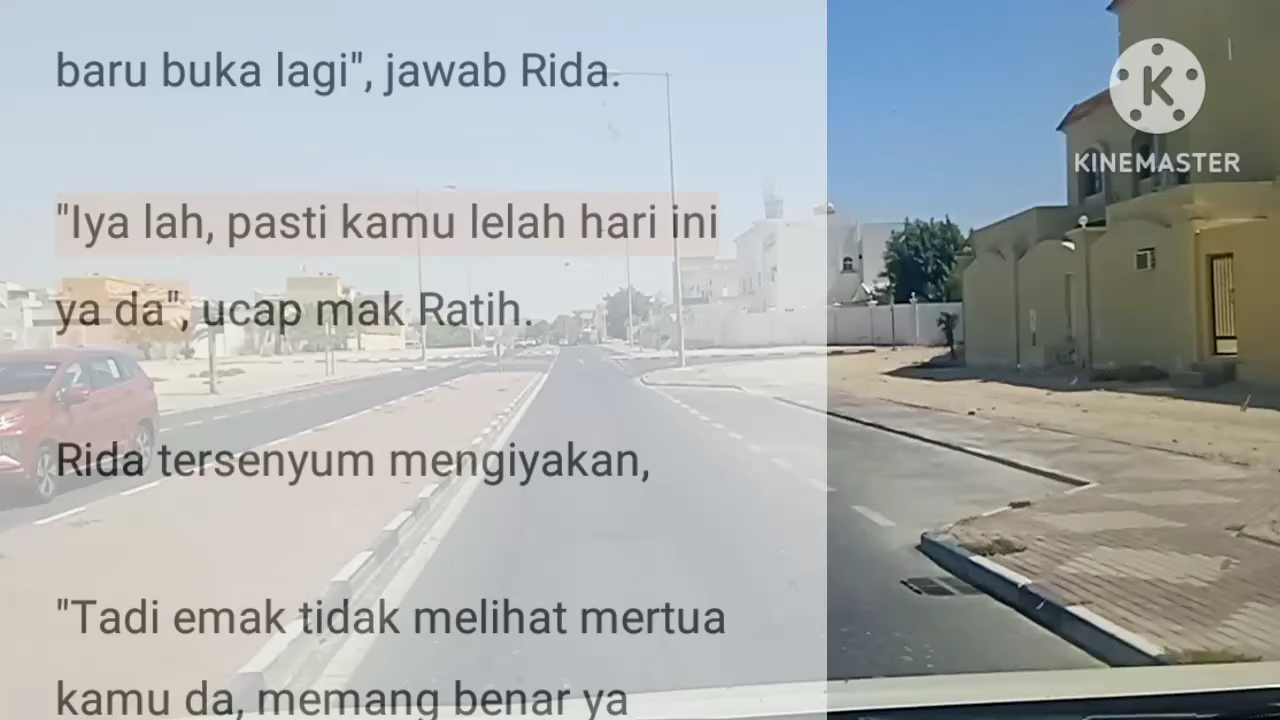 baru buka lagi", jawab Rida.
"Iya lah, pasti kamu lelah hari ini
ya da", ucap mak Ratih.
Rida tersenyum mengiyakan,
"Tadi emak tidak melihat mertua
kamu da, memang benar ya
K
KINEMASTER